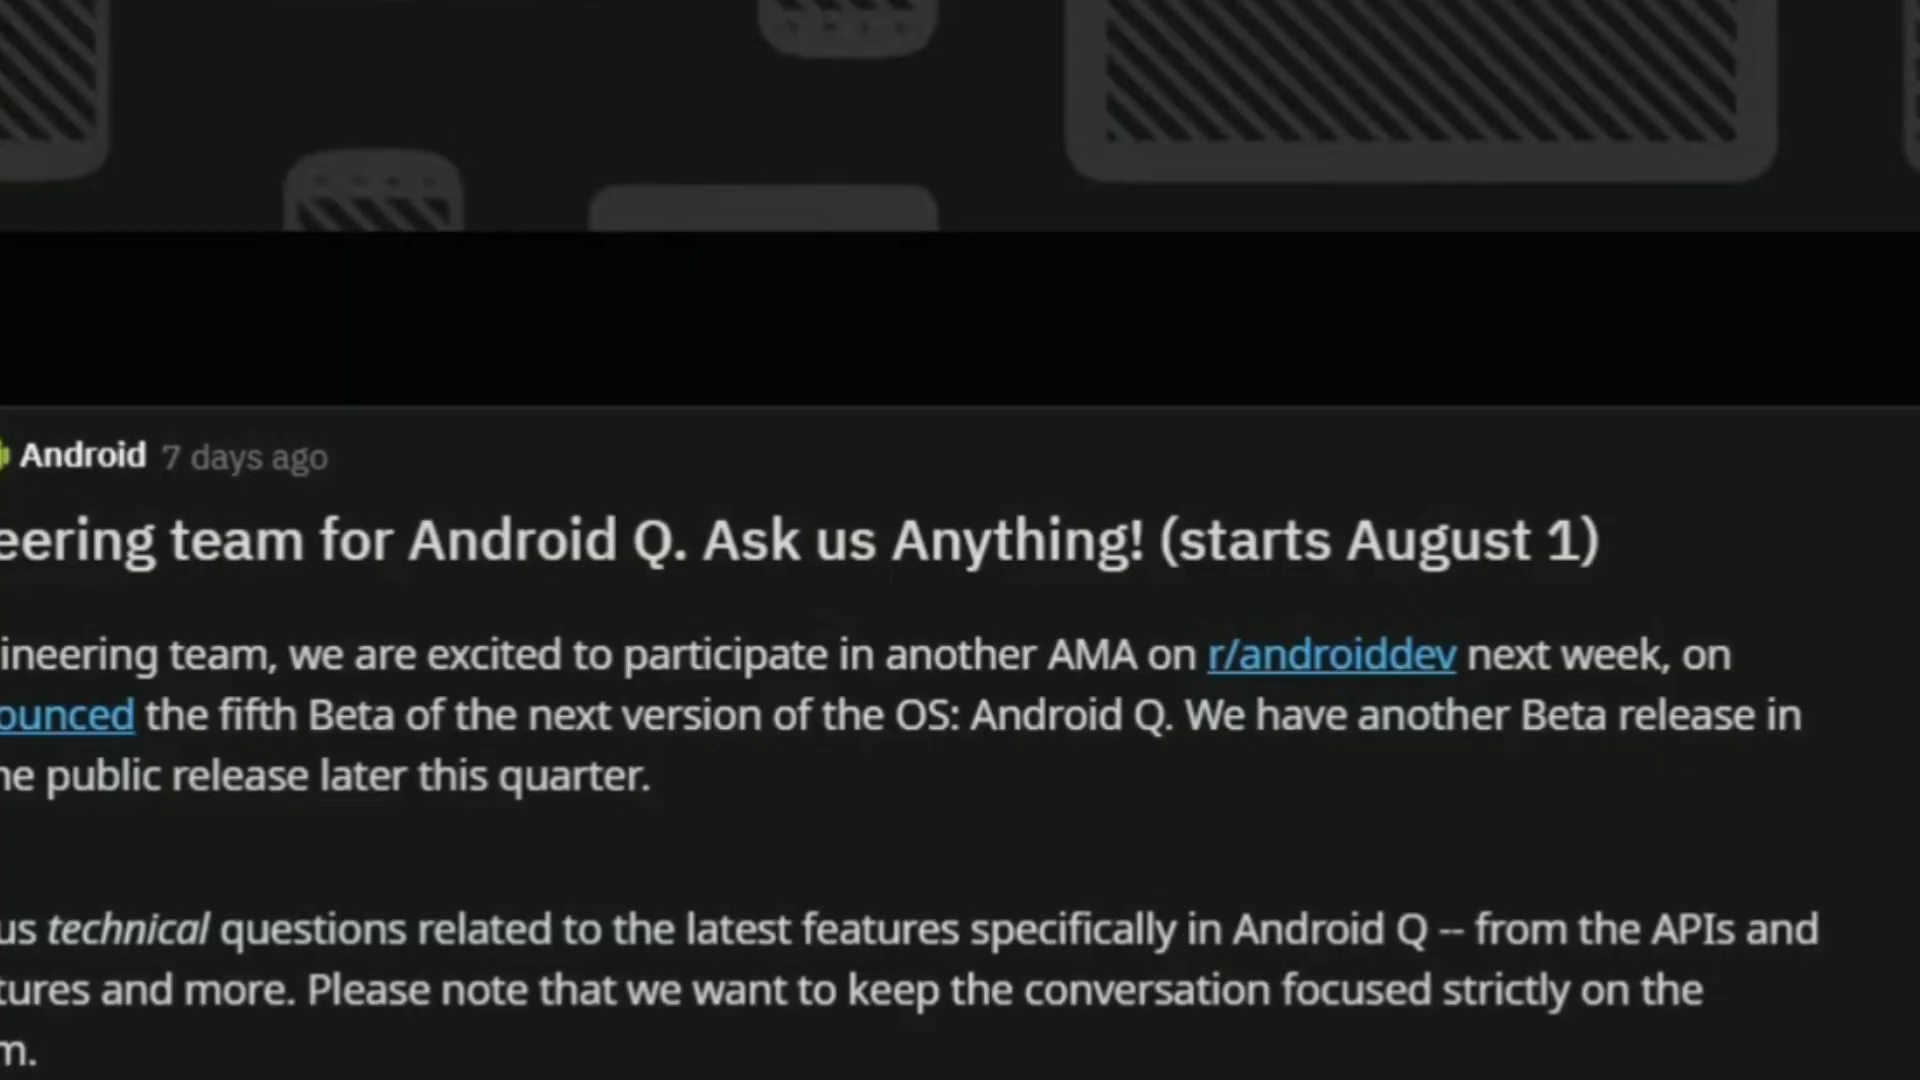 Android 7 days ago
eering team for Android Q. Ask us Anything! (starts August 1)
ineering team, we are excited to participate in another AMA on r/androiddev next week, on
ounced the fifth Beta of the next version of the OS: Android Q. We have another Beta release in
he public release later this quarter.
us technical questions related to the latest features specifically in Android Q -- from the APIs and
tures and more. Please note that we want to keep the conversation focused strictly on the
m.